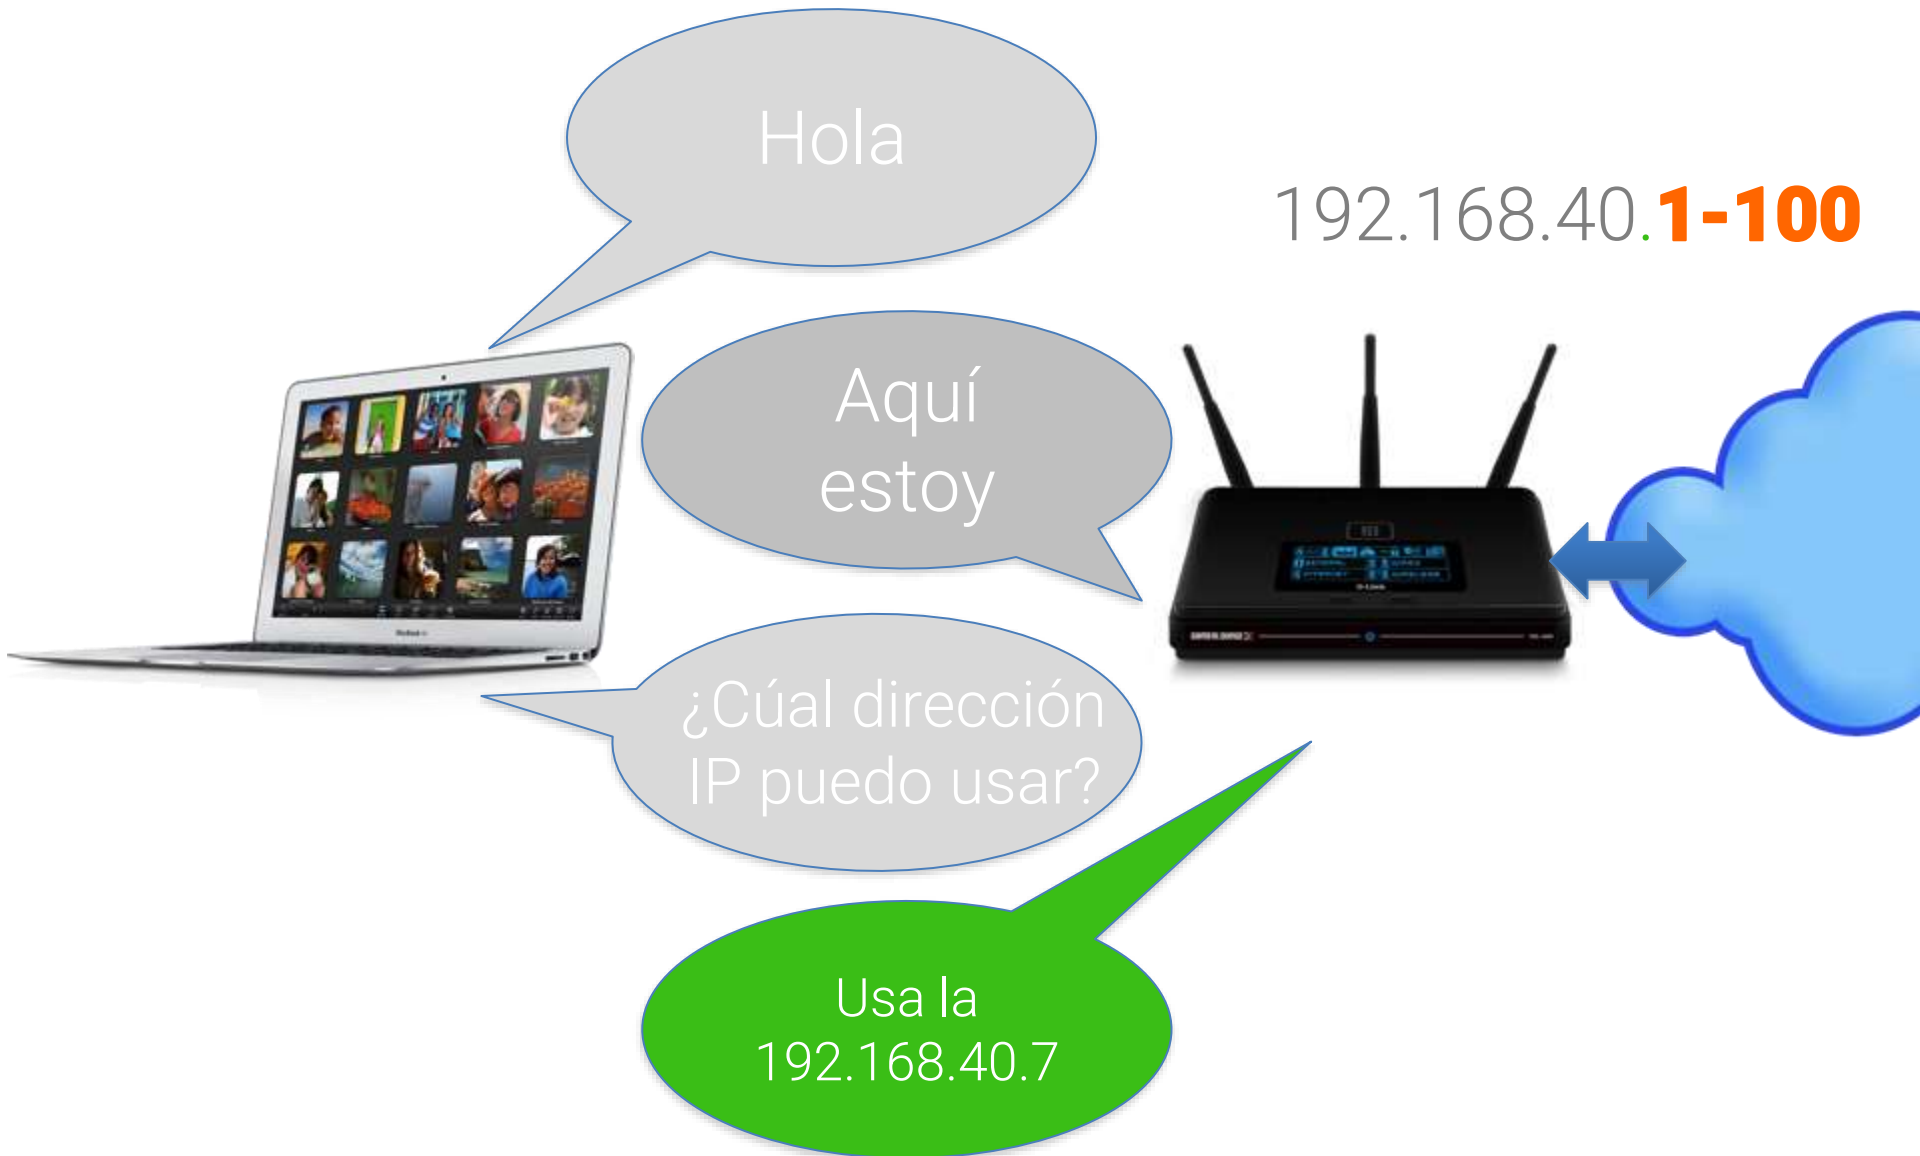 Hola
192.168.40.1-100
Aquí
estoy
D-Link
¿Cúal dirección
IP puedo usar?
Usa la
192.168.40.7